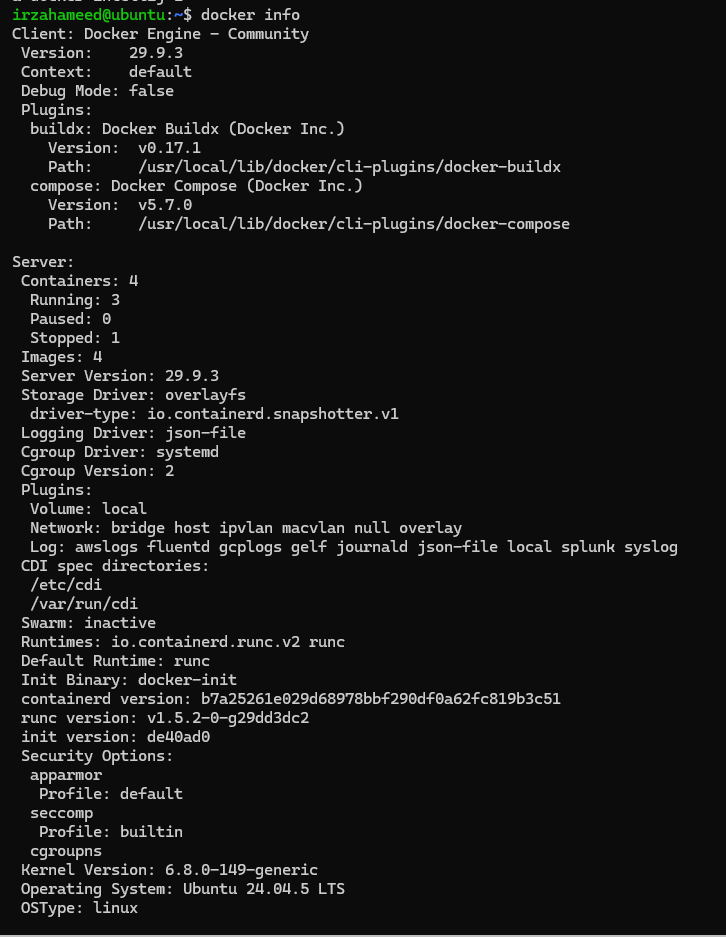 irzahameed@ubuntu:~$ docker info
Client: Docker Engine - Community
 Version:    29.9.3
 Context:    default
 Debug Mode: false
 Plugins:
  buildx: Docker Buildx (Docker Inc.)
    Version:  v0.17.1
    Path:     /usr/local/lib/docker/cli-plugins/docker-buildx
  compose: Docker Compose (Docker Inc.)
    Version:  v5.7.0
    Path:     /usr/local/lib/docker/cli-plugins/docker-compose

Server:
 Containers: 4
  Running: 3
  Paused: 0
  Stopped: 1
 Images: 4
 Server Version: 29.9.3
 Storage Driver: overlayfs
  driver-type: io.containerd.snapshotter.v1
 Logging Driver: json-file
 Cgroup Driver: systemd
 Cgroup Version: 2
 Plugins:
  Volume: local
  Network: bridge host ipvlan macvlan null overlay
  Log: awslogs fluentd gcplogs gelf journald json-file local splunk syslog
 CDI spec directories:
  /etc/cdi
  /var/run/cdi
 Swarm: inactive
 Runtimes: io.containerd.runc.v2 runc
 Default Runtime: runc
 Init Binary: docker-init
 containerd version: b7a25261e029d68978bbf290df0a62fc819b3c51
 runc version: v1.5.2-0-g29dd3dc2
 init version: de40ad0
 Security Options:
  apparmor
   Profile: default
  seccomp
   Profile: builtin
  cgroupns
 Kernel Version: 6.8.0-149-generic
 Operating System: Ubuntu 24.04.5 LTS
 OSType: linux